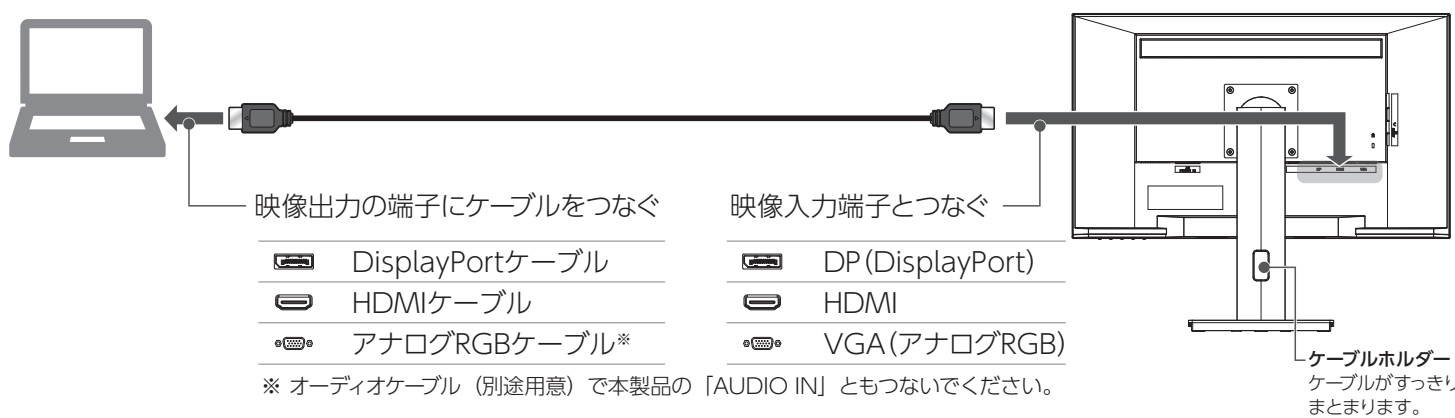 映像出力の端子にケーブルをつなぐ
DisplayPortケーブル
HDMIケーブル
アナログRGBケーブル※
映像入力端子とつなぐ
DP(DisplayPort)
HDMI
VGA(アナログRGB)
※ オーディオケーブル（別途用意）で本製品の「AUDIO IN」ともつないでください。
ケーブルホルダー
ケーブルがすっきり
まとまります。